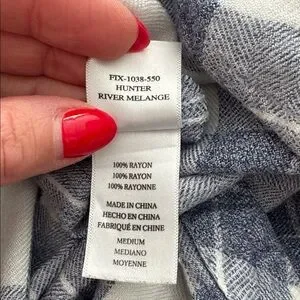 FIX-1038-550
HUNTER
RIVER MELANGE
100% RAYON
100% RAYON
100% RAYONNE
MADE IN CHINA
HECHO EN CHINA
FABRIQUÉ EN CHINE
MEDIUM
MEDIANO
MOYENNE